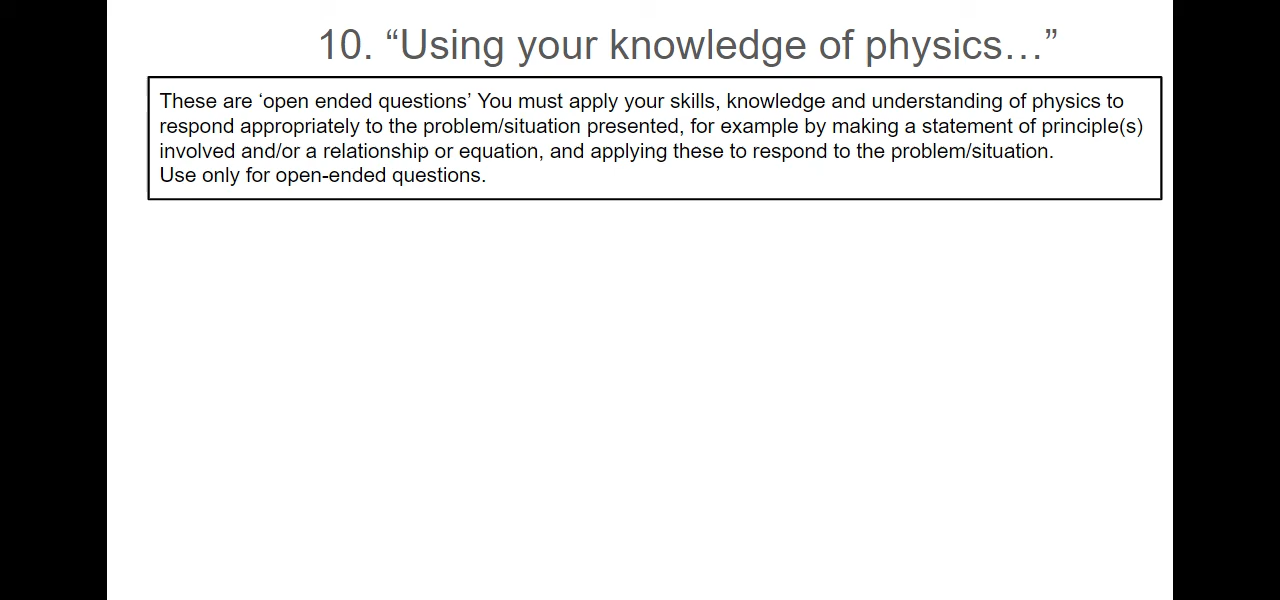 10. “Using your knowledge of physics…”
These are ‘open ended questions’ You must apply your skills, knowledge and understanding of physics to
respond appropriately to the problem/situation presented, for example by making a statement of principle(s)
involved and/or a relationship or equation, and applying these to respond to the problem/situation.
Use only for open-ended questions.